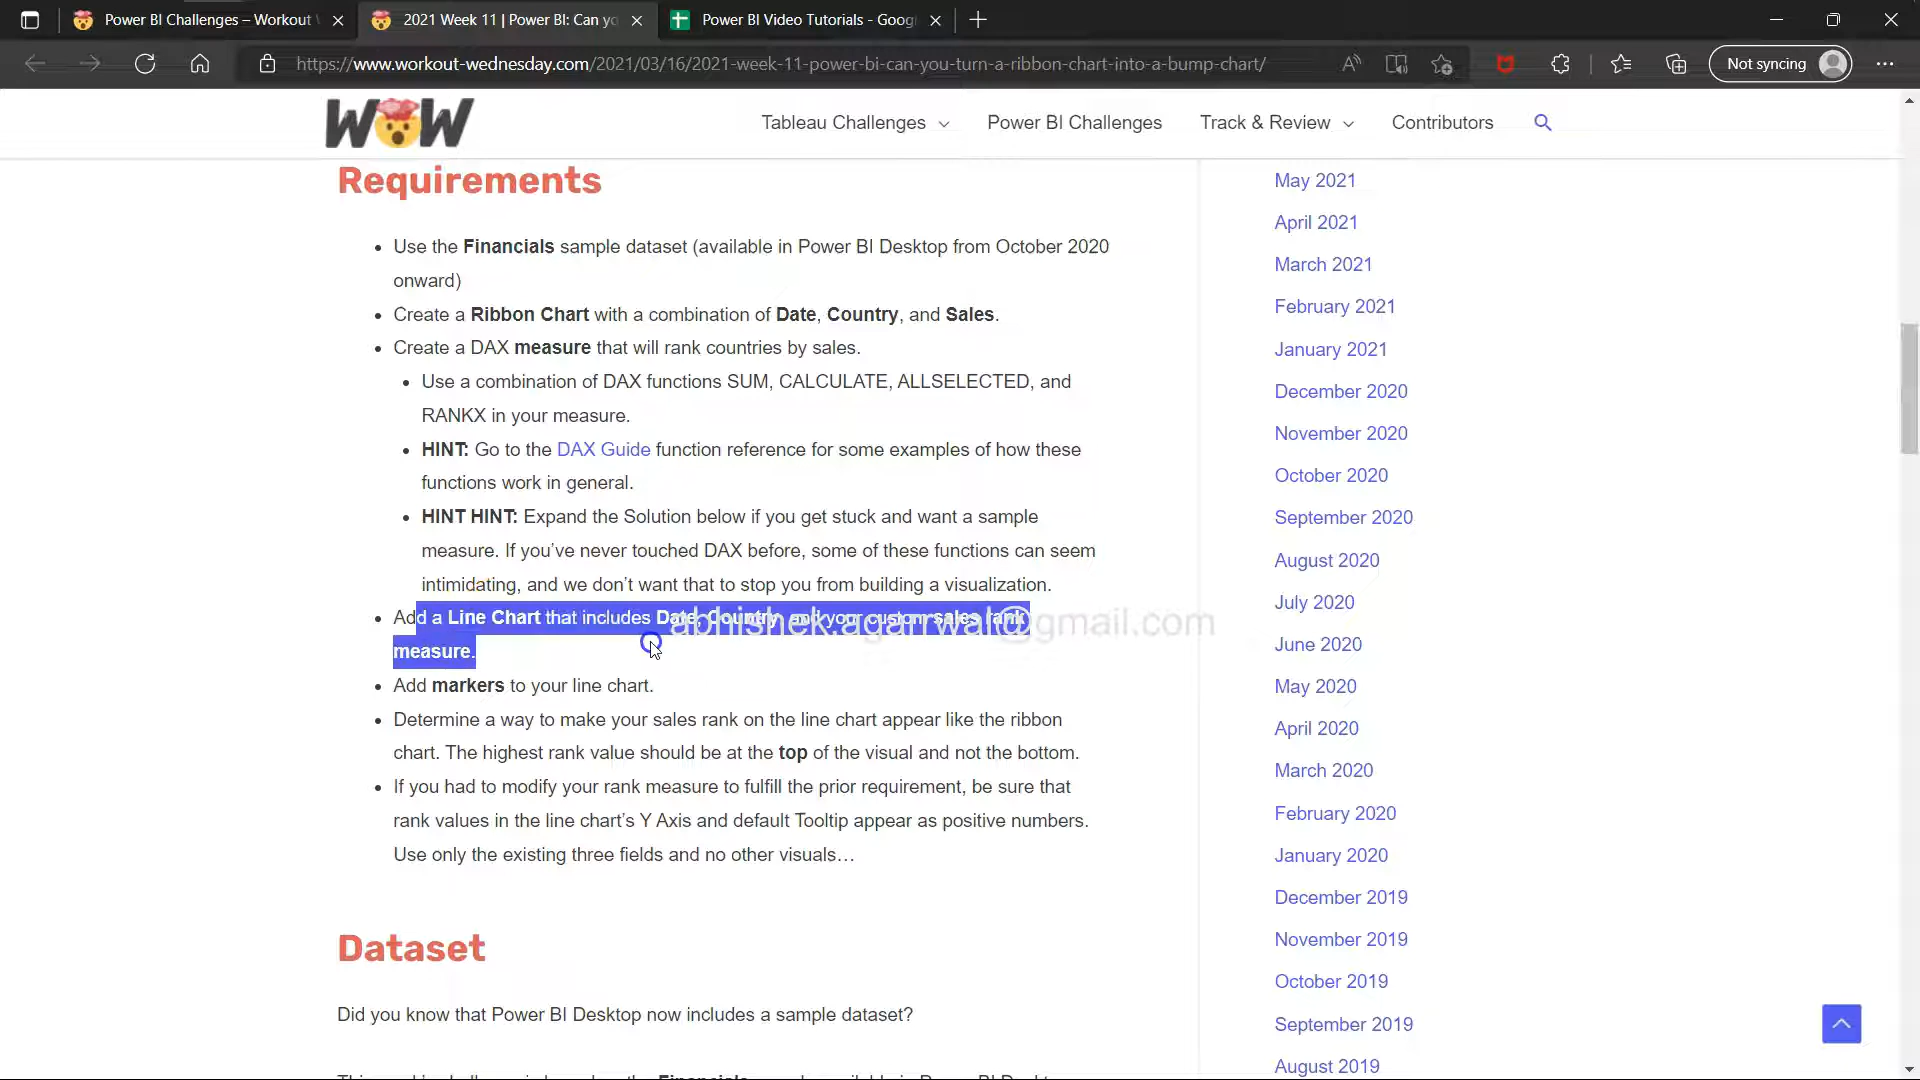 Power BI Challenges – Workout
2021 Week 11 | Power BI: Can yo
Power BI Video Tutorials - Goog
https://www.workout-wednesday.com/2021/03/16/2021-week-11-power-bi-can-you-turn-a-ribbon-chart-into-a-bump-chart/
Not syncing
WOW
Tableau Challenges
Power BI Challenges
Track & Review
Contributors
Requirements
Use the Financials sample dataset (available in Power BI Desktop from October 2020
onward)
Create a Ribbon Chart with a combination of Date, Country, and Sales.
Create a DAX measure that will rank countries by sales.
Use a combination of DAX functions SUM, CALCULATE, ALLSELECTED, and
RANKX in your measure.
HINT: Go to the DAX Guide function reference for some examples of how these
functions work in general.
HINT HINT: Expand the Solution below if you get stuck and want a sample
measure. If you’ve never touched DAX before, some of these functions can seem
intimidating, and we don’t want that to stop you from building a visualization.
Add a Line Chart that includes Date, Country, and your custom sales rank
measure.
abhishek.agarrwal@gmail.com
Add markers to your line chart.
Determine a way to make your sales rank on the line chart appear like the ribbon
chart. The highest rank value should be at the top of the visual and not the bottom.
If you had to modify your rank measure to fulfill the prior requirement, be sure that
rank values in the line chart’s Y Axis and default Tooltip appear as positive numbers.
Use only the existing three fields and no other visuals…
Dataset
Did you know that Power BI Desktop now includes a sample dataset?
May 2021
April 2021
March 2021
February 2021
January 2021
December 2020
November 2020
October 2020
September 2020
August 2020
July 2020
June 2020
May 2020
April 2020
March 2020
February 2020
January 2020
December 2019
November 2019
October 2019
September 2019
August 2019